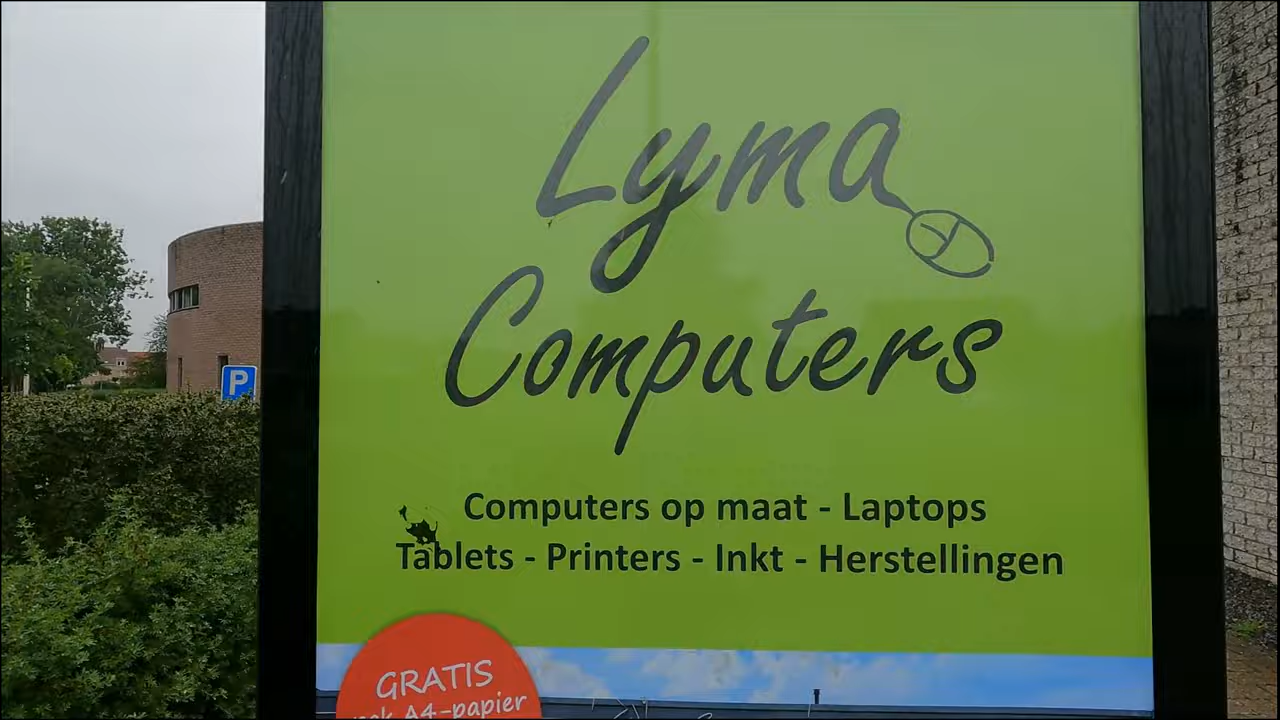 P
Lyma
Computers
Computers op maat - Laptops
Tablets - Printers - Inkt - Herstellingen
GRATIS
A4-papier